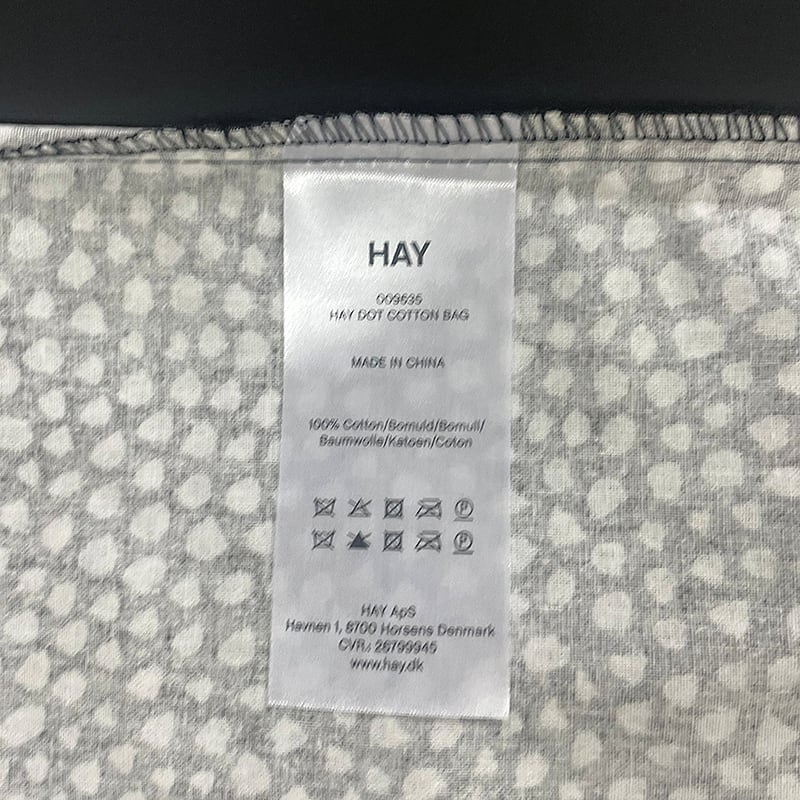 HAY
009635
HAY DOT COTTON BAG
MADE IN CHINA
100% Cotton/Bomuld/Bomull/
Baumwolle/Katoen/Coton
P
P
HAY ApS
Havnen 1, 8700 Horsens Denmark
CVR.: 26799945
www.hay.dk